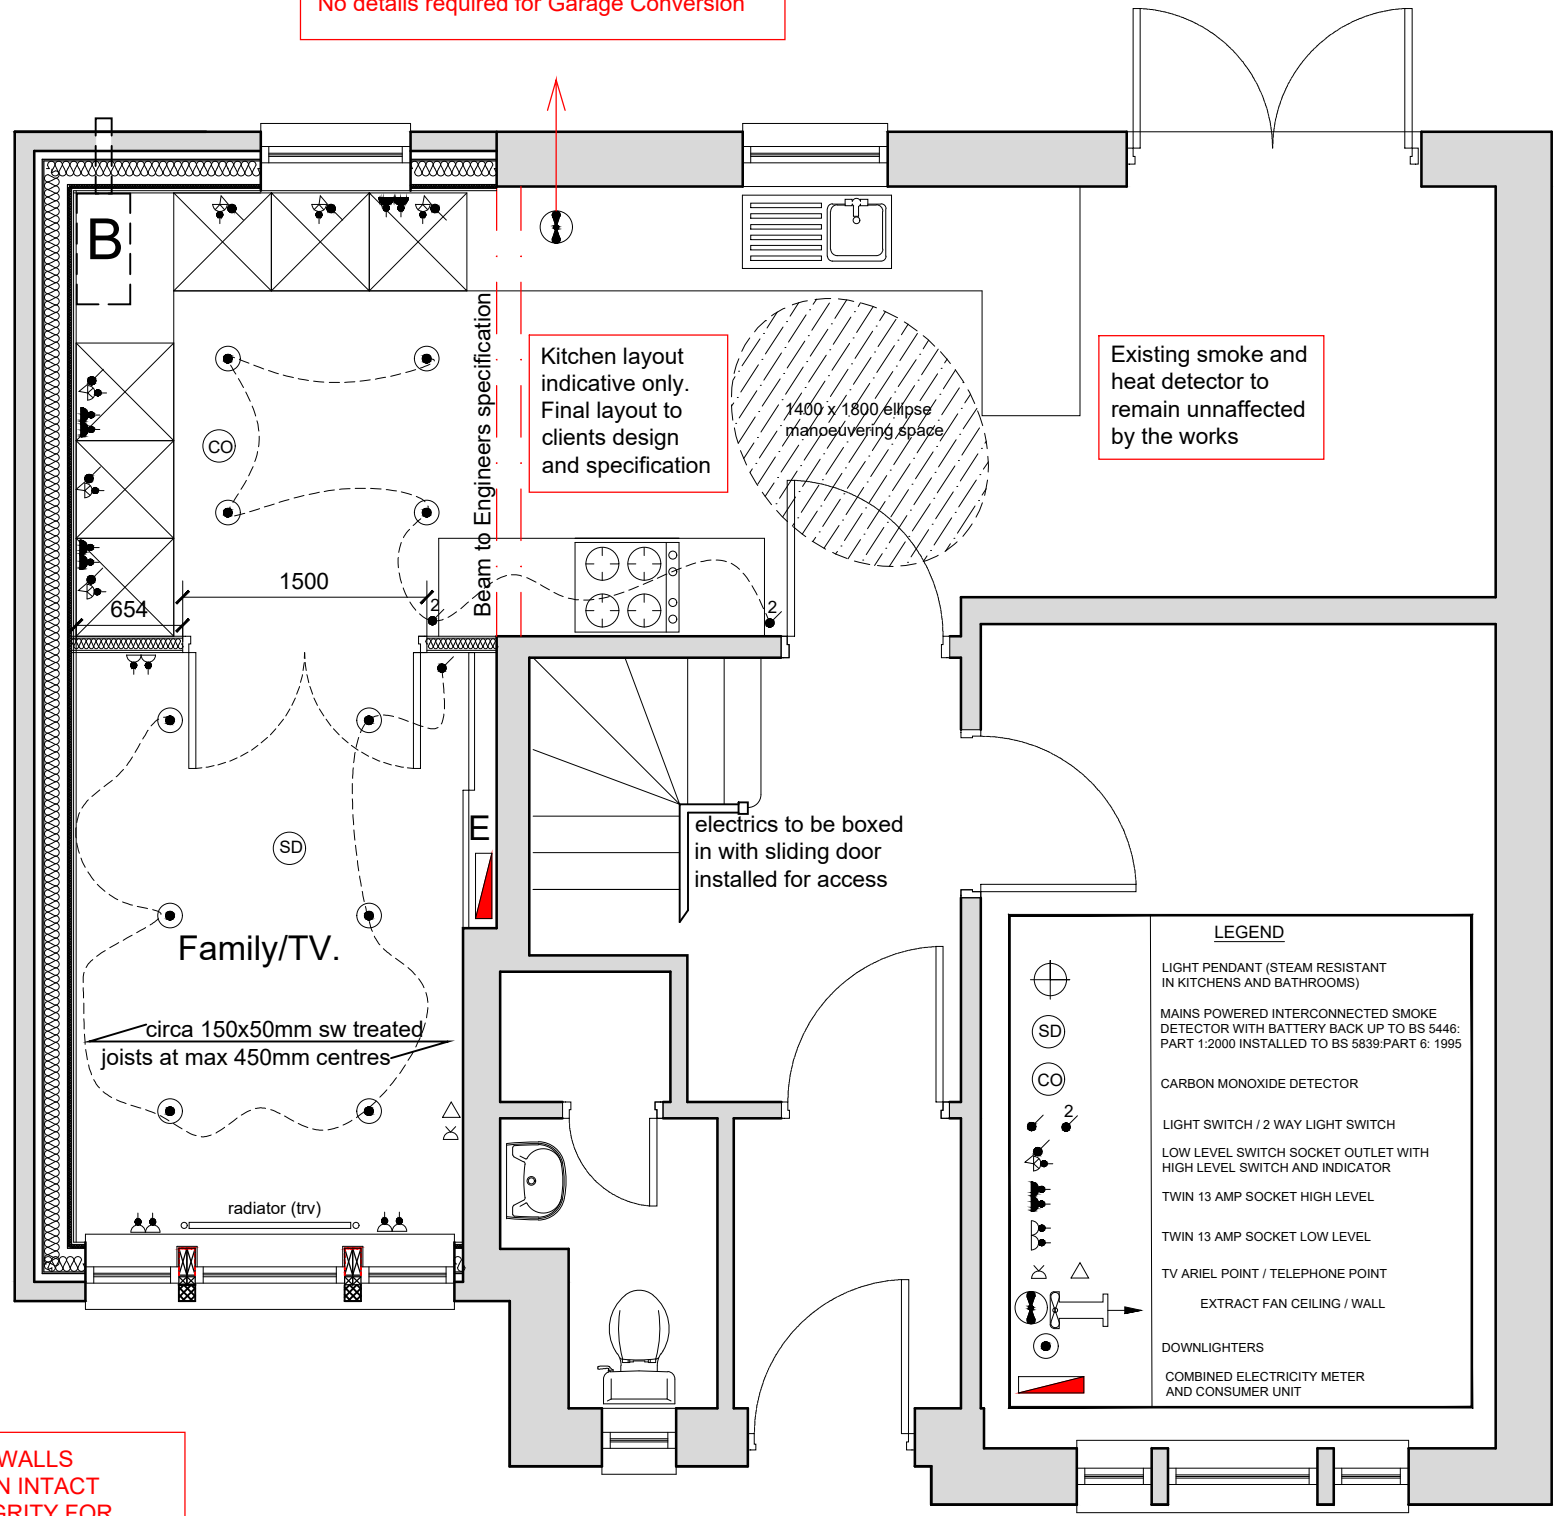 No details required for Garage Conversion
B
Beam to Engineers specification
Kitchen layout
indicative only.
Final layout to
clients design
and specification
1400 x 1800 ellipse
manoeuvering space
Existing smoke and
heat detector to
remain unnaffected
by the works
CO
1500
654
2
2
SD
E
electrics to be boxed
in with sliding door
installed for access
Family/TV.
circa 150x50mm sw treated
joists at max 450mm centres
radiator (trv)
LEGEND
LIGHT PENDANT (STEAM RESISTANT
IN KITCHENS AND BATHROOMS)
SD
MAINS POWERED INTERCONNECTED SMOKE
DETECTOR WITH BATTERY BACK UP TO BS 5446:
PART 1:2000 INSTALLED TO BS 5839:PART 6: 1995
CO
CARBON MONOXIDE DETECTOR
2
LIGHT SWITCH / 2 WAY LIGHT SWITCH
LOW LEVEL SWITCH SOCKET OUTLET WITH
HIGH LEVEL SWITCH AND INDICATOR
TWIN 13 AMP SOCKET HIGH LEVEL
TWIN 13 AMP SOCKET LOW LEVEL
TV ARIEL POINT / TELEPHONE POINT
EXTRACT FAN CEILING / WALL
DOWNLIGHTERS
COMBINED ELECTRICITY METER
AND CONSUMER UNIT
WALLS
INTACT
FOR